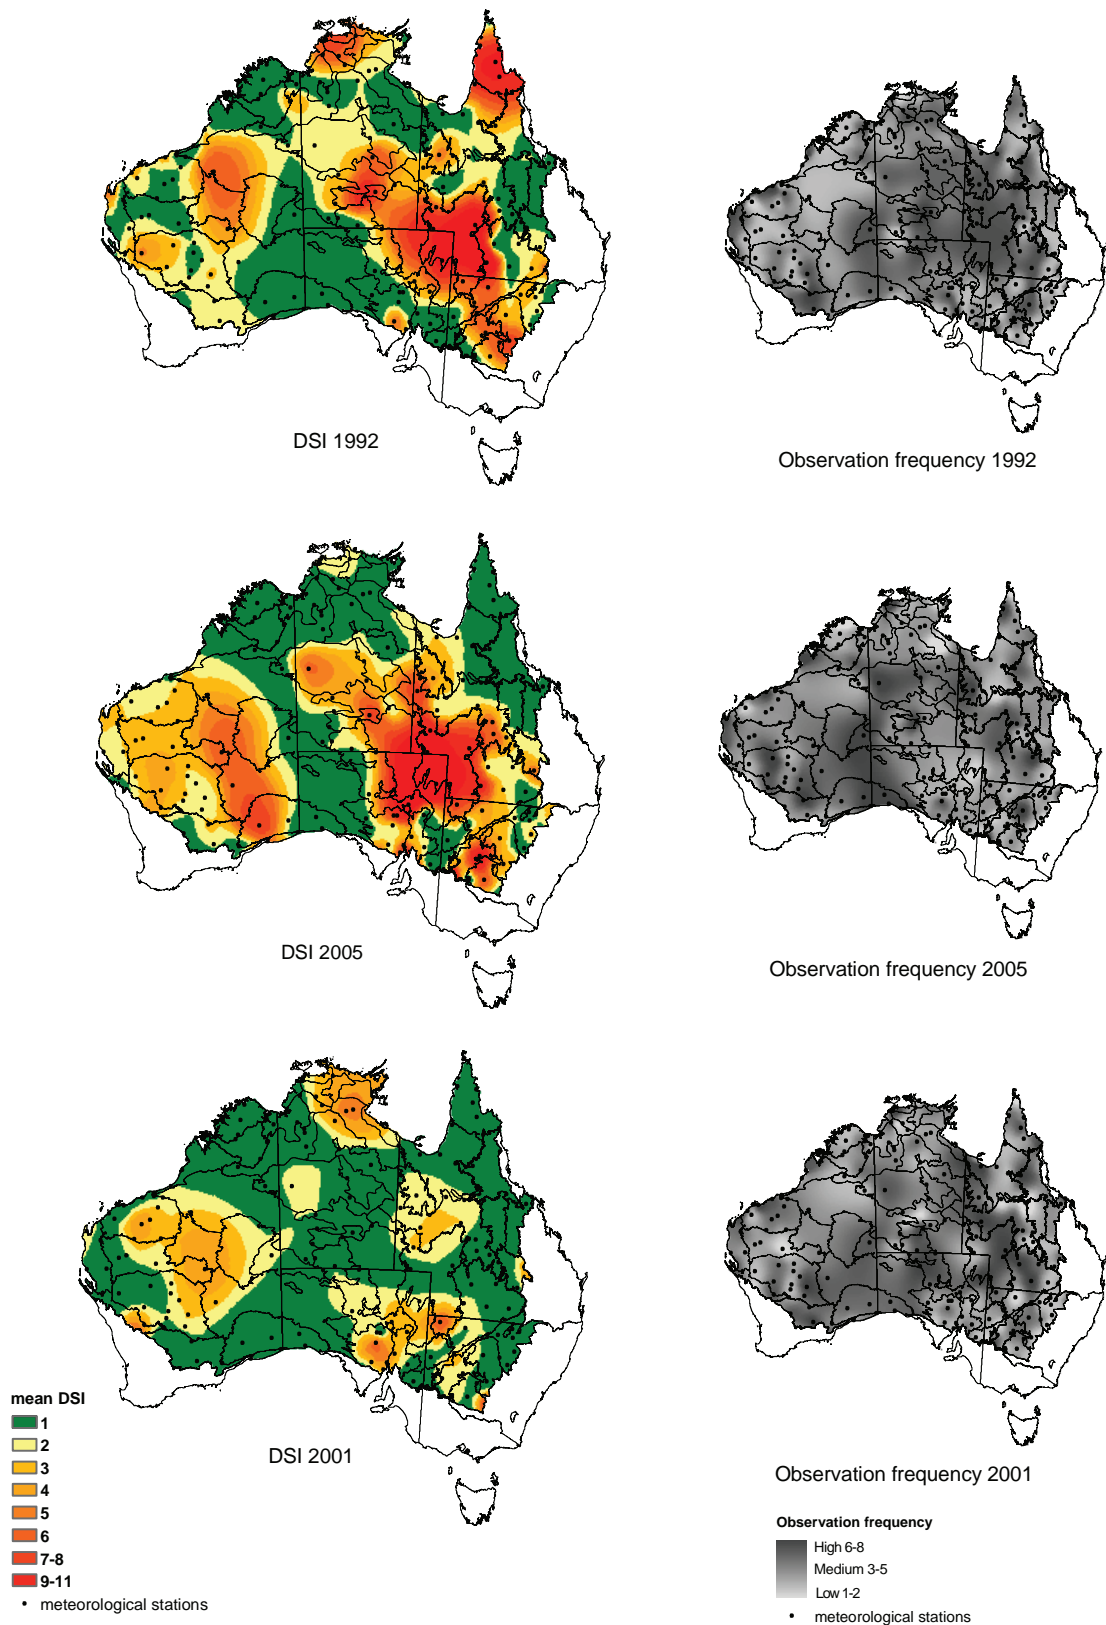 DSI 1992
Observation frequency 1992
DSI 2005
Observation frequency 2005
mean DSI
1
2
3
4
5
6
7-8
9-11
• meteorological stations
DSI 2001
Observation frequency 2001
Observation frequency
High 6-8
Medium 3-5
Low 1-2
• meteorological stations